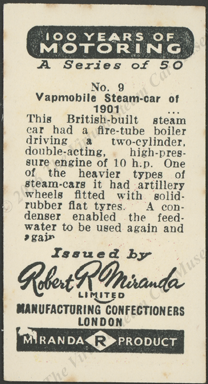 100 YEARS OF
MOTORING
A Series of 50
No. 9
Vapmobile Steam-car of
1901 ...
This British-built steam
car had a fire-tube boiler
driving a two-cylinder,
double-acting, high-pres-
sure engine of 10 h.p. One
of the heavier types of
steam-cars it had artillery
wheels fitted with solid-
rubber flat tyres. A con-
denser enabled the feed-
water to be used again and
again
Issued by
Robert R Miranda
LIMITED
MANUFACTURING CONFECTIONERS
LONDON
MIRANDA R PRODUCT